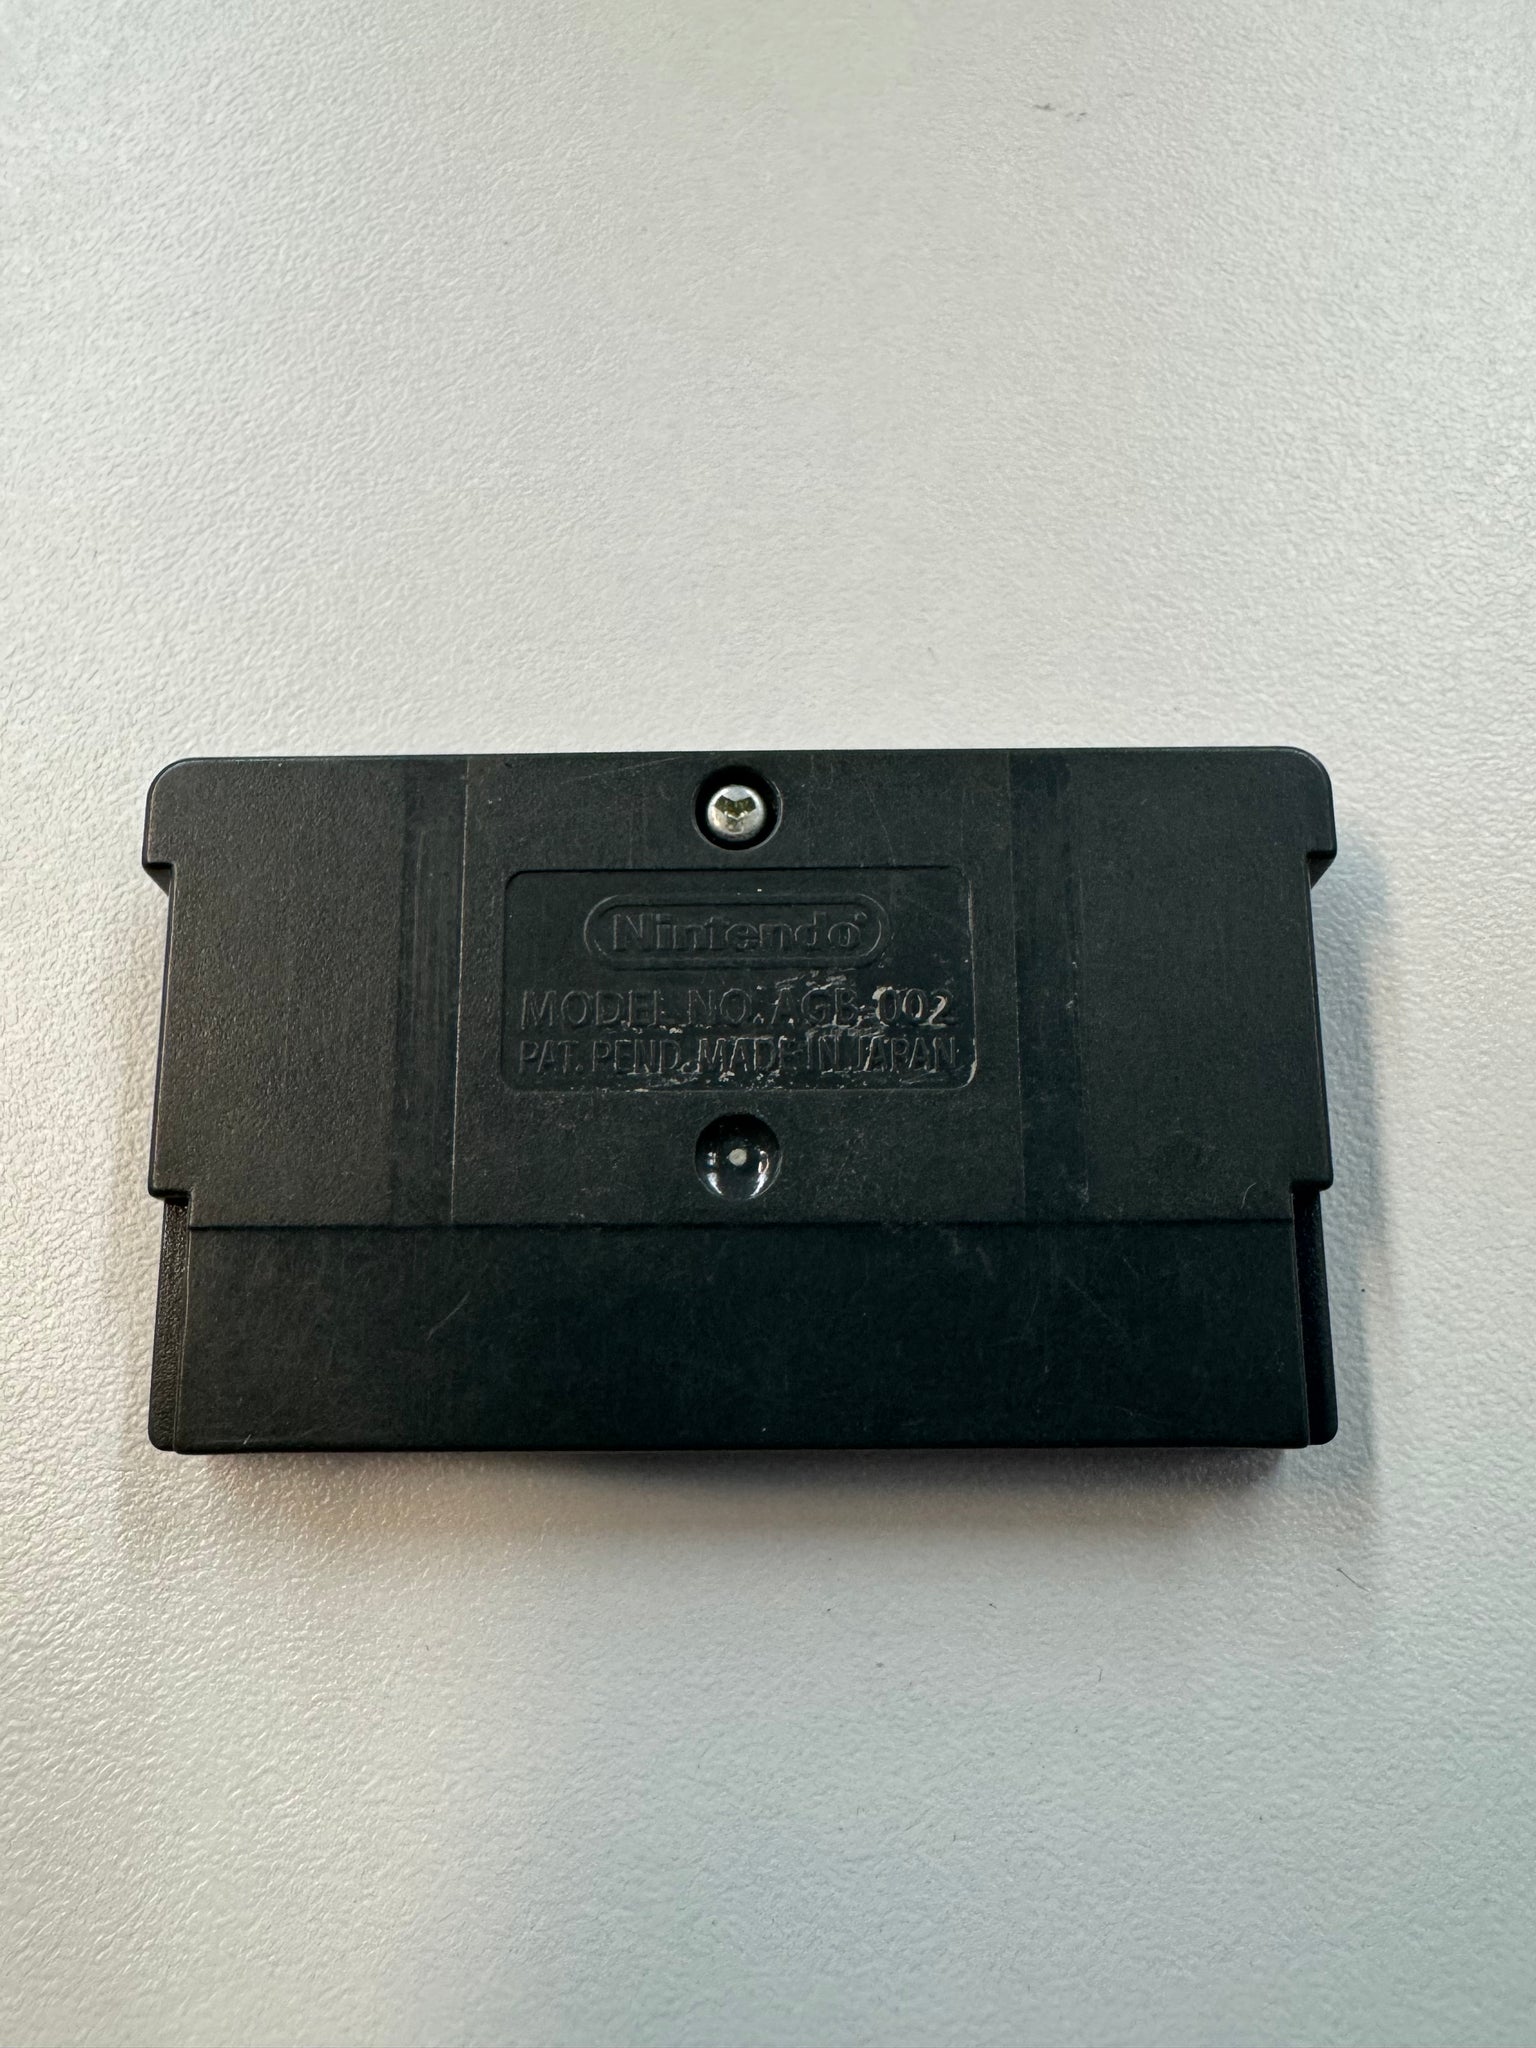 Nintendo®
MODEL NO. AGB-002
PAT. PEND. MADE IN JAPAN